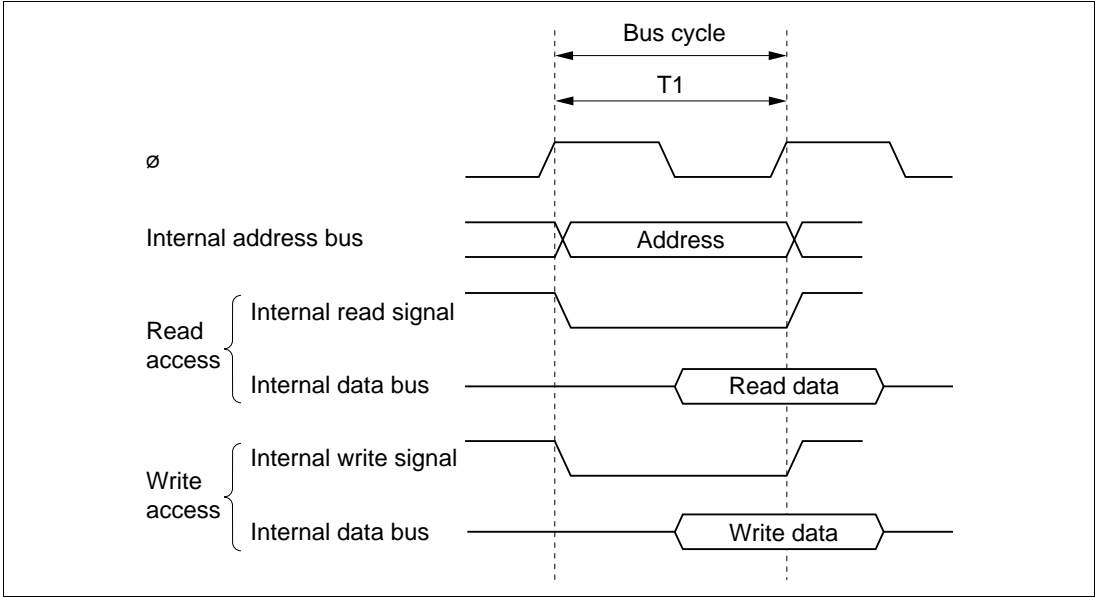 Bus cycle
T1
ø
Internal address bus
Address
Read
access
Internal read signal
Internal data bus
Read data
Write
access
Internal write signal
Internal data bus
Write data